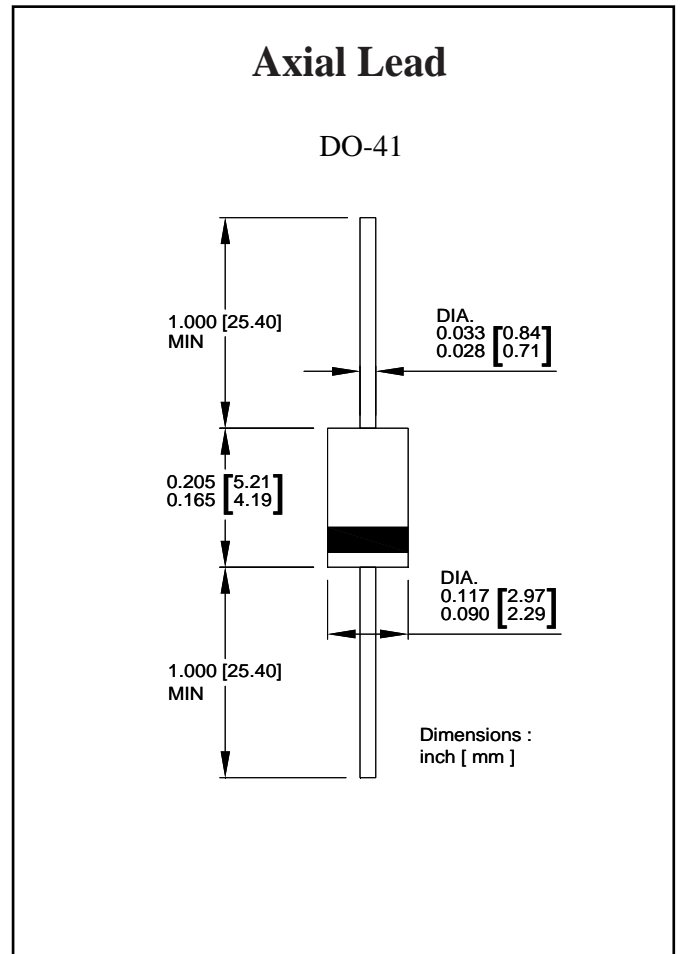 Axial Lead
DO-41
1.000 [25.40]
MIN
DIA.
0.033 [0.84]
0.028 [0.71]
0.205 [5.21]
0.165 [4.19]
DIA.
0.117 [2.97]
0.090 [2.29]
1.000 [25.40]
MIN
Dimensions :
inch [ mm ]